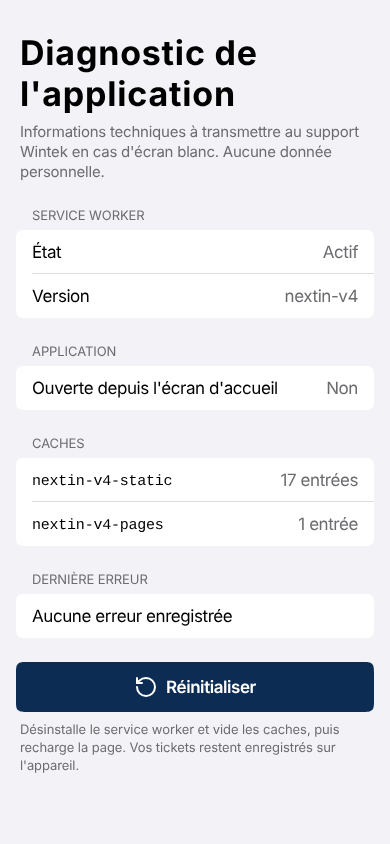 Diagnostic de
l'application
Informations techniques à transmettre au support
Wintek en cas d'écran blanc. Aucune donnée
personnelle.
SERVICE WORKER
État Actif
Version nextin-v4
APPLICATION
Ouverte depuis l'écran d'accueil Non
CACHES
nextin-v4-static 17 entrées
nextin-v4-pages 1 entrée
DERNIÈRE ERREUR
Aucune erreur enregistrée
Réinitialiser
Désinstalle le service worker et vide les caches, puis
recharge la page. Vos tickets restent enregistrés sur
l'appareil.